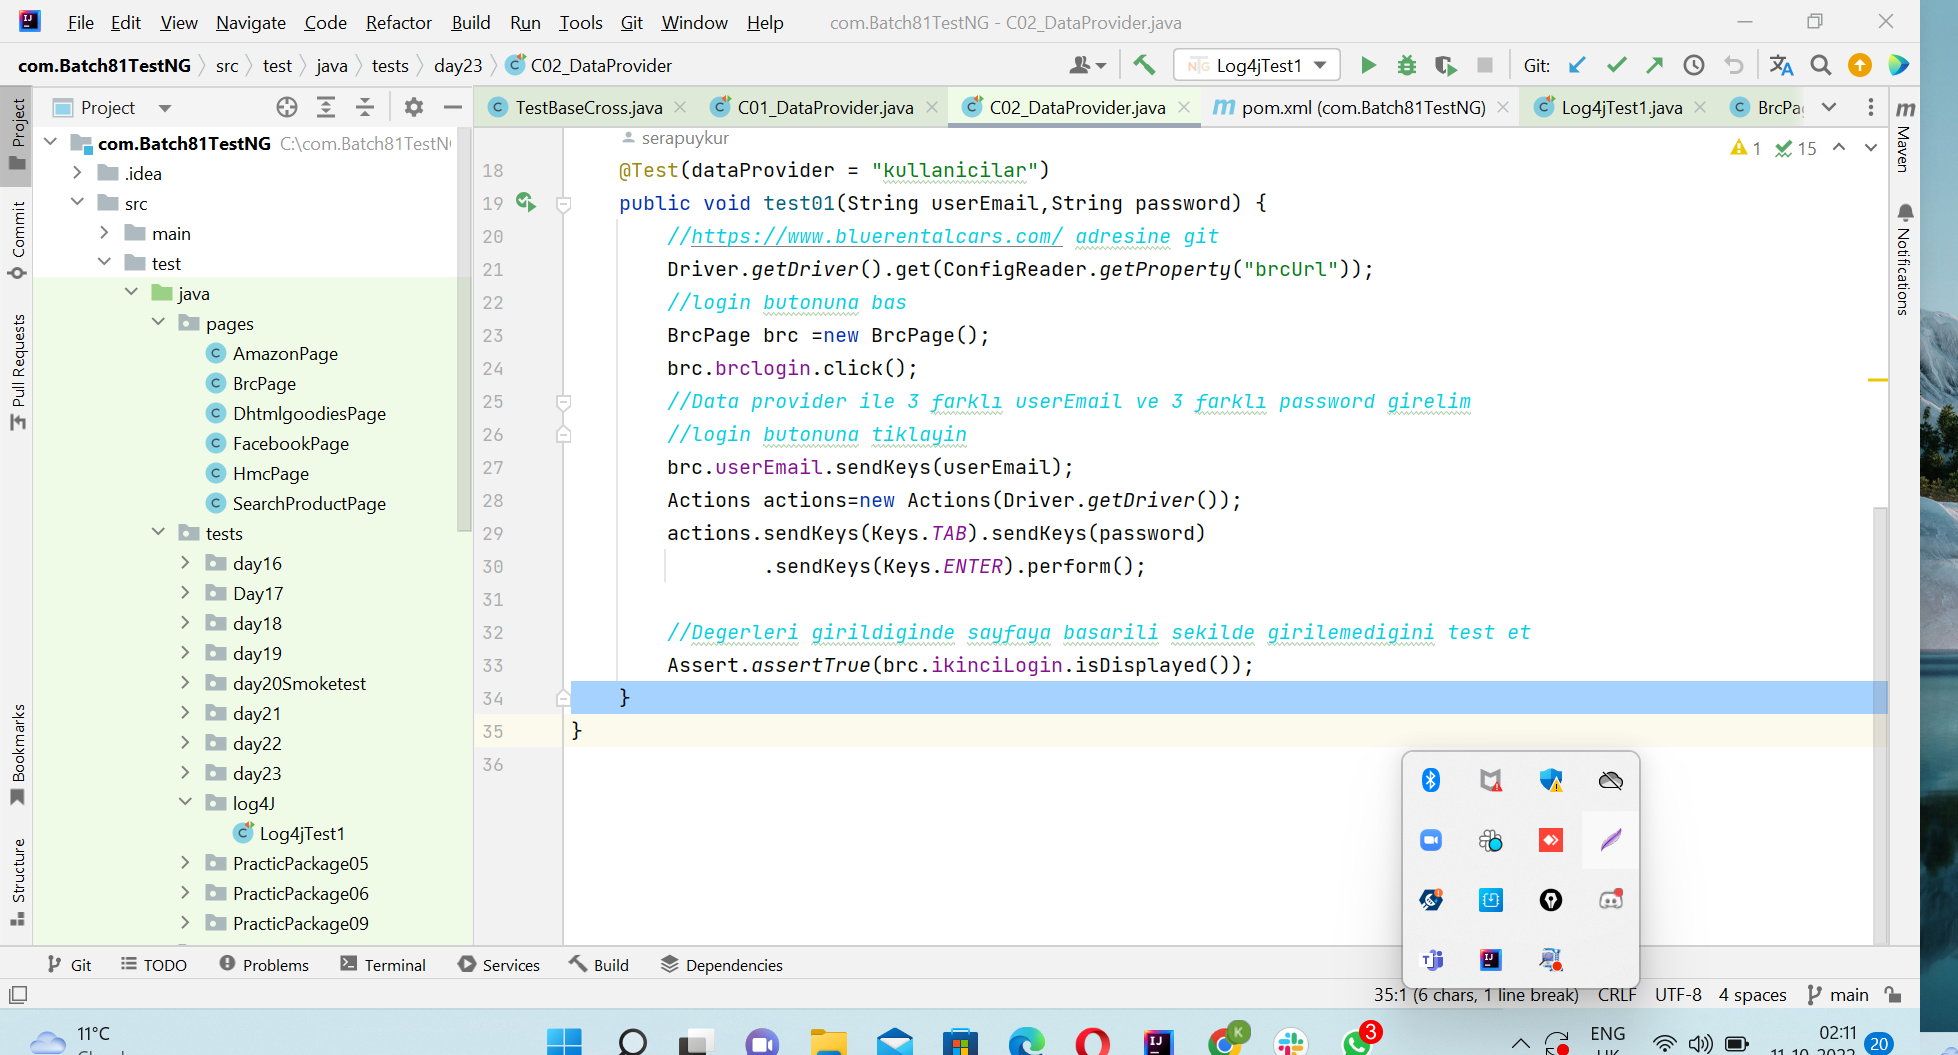 File Edit View Navigate Code Refactor Build Run Tools Git Window Help com.Batch81TestNG - C02_DataProvider.java
com.Batch81TestNG src test java tests day23 C02_DataProvider Log4jTest1 Git:
Project TestBaseCross.java C01_DataProvider.java C02_DataProvider.java pom.xml (com.Batch81TestNG) Log4jTest1.java
Project
Commit
Pull Requests
Bookmarks
Structure
com.Batch81TestNG
.idea
src
main
test
java
pages
AmazonPage
BrcPage
DhtmlgoodiesPage
FacebookPage
HmcPage
SearchProductPage
tests
day16
Day17
day18
day19
day20Smoketest
day21
day22
day23
log4J
Log4jTest1
PracticPackage05
PracticPackage06
PracticPackage09
serapuykur
1 15
18 @Test(dataProvider = "kullanicilar")
19 public void test01(String userEmail,String password) {
20 //https://www.bluerentalcars.com/ adresine git
21 Driver.getDriver().get(ConfigReader.getProperty("brcUrl"));
22 //login butonuna bas
23 BrcPage brc =new BrcPage();
24 brc.brclogin.click();
25 //Data provider ile 3 farklı userEmail ve 3 farklı password girelim
26 //login butonuna tiklayin
27 brc.userEmail.sendKeys(userEmail);
28 Actions actions=new Actions(Driver.getDriver());
29 actions.sendKeys(Keys.TAB).sendKeys(password)
30 .sendKeys(Keys.ENTER).perform();
31
32 //Degerleri girildiginde sayfaya basarili sekilde girilemedigini test et
33 Assert.assertTrue(brc.ikinciLogin.isDisplayed());
34 }
35 }
36
Maven
Notifications
Git TODO Problems Terminal Services Build Dependencies
35:1 (6 chars, 1 line break) CRLF UTF-8 4 spaces main
11°C
K
3
ENG
02:11
20